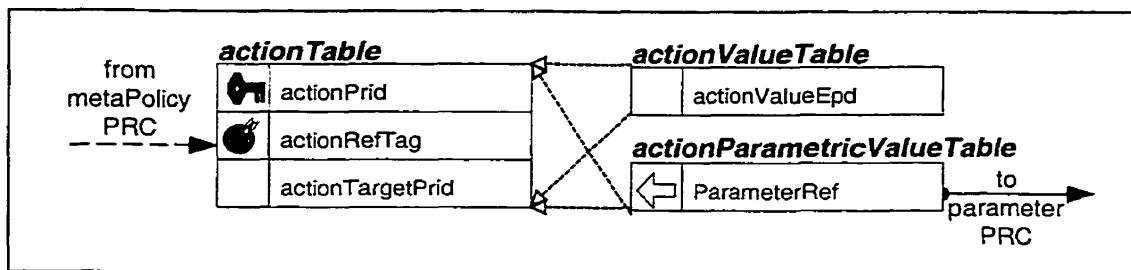 from
metaPolicy
PRC
actionTable
actionPrid
actionRefTag
actionTargetPrid
actionValueTable
actionValueEpd
actionParametricValueTable
ParameterRef
to
parameter
PRC